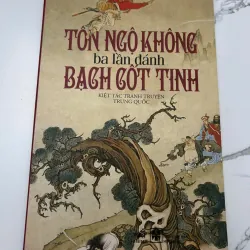 TÔN NGỘ KHÔNG
ba lần đánh
BẠCH CỐT TINH
KIỆT TÁC TRANH TRUYỆN
TRUNG QUỐC